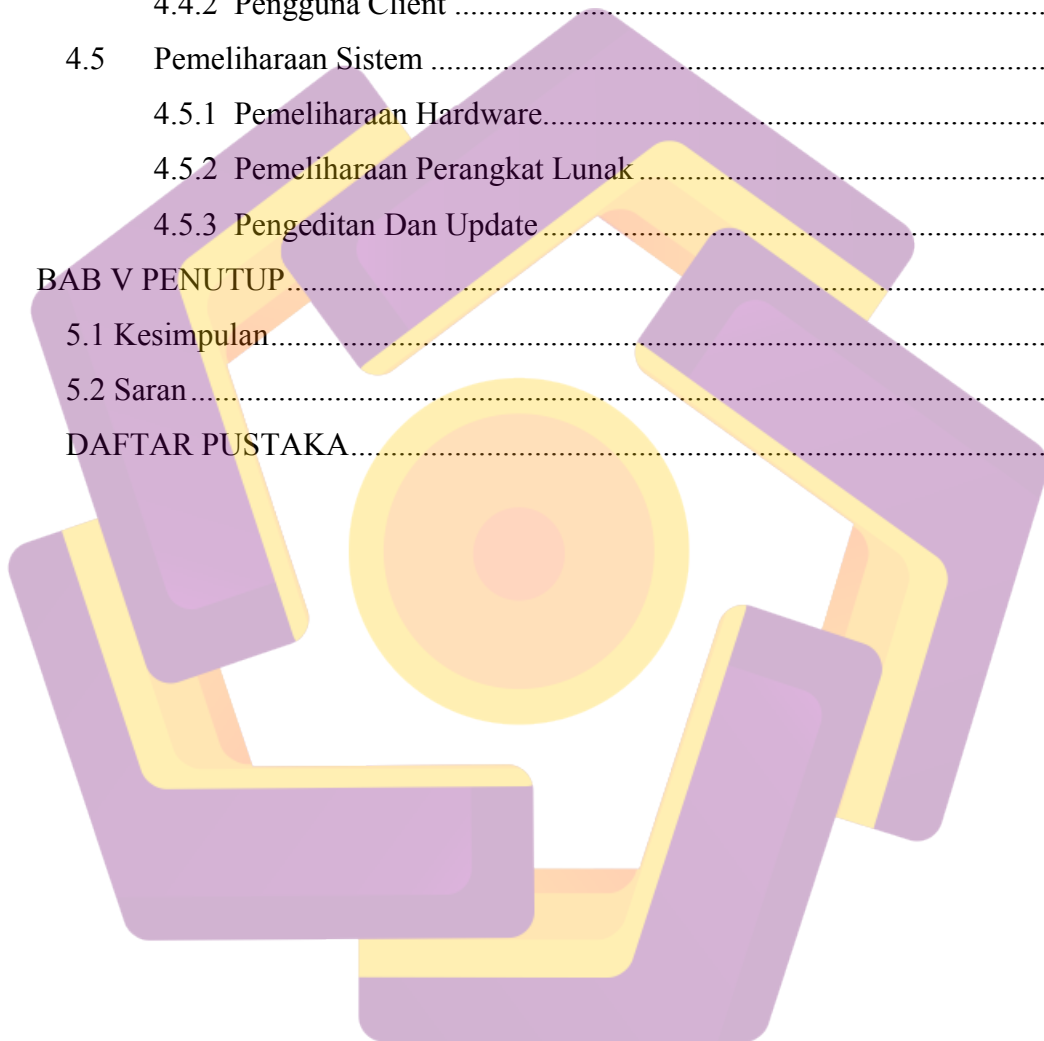 4.4.2 Pengguna Client ........................................................................
4.5 Pemeliharaan Sistem ........................................................................
4.5.1 Pemeliharaan Hardware........................................................................
4.5.2 Pemeliharaan Perangkat Lunak ........................................................................
4.5.3 Pengeditan Dan Update........................................................................
BAB V PENUTUP........................................................................
5.1 Kesimpulan........................................................................
5.2 Saran........................................................................
DAFTAR PUSTAKA........................................................................